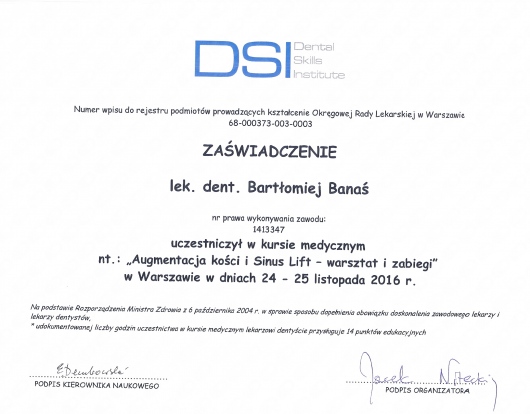 DSI Dental
Skills
Institute
Numer wpisu do rejestru podmiotów prowadzących kształcenie Okręgowej Rady Lekarskiej w Warszawie
68-000373-003-0003
ZAŚWIADCZENIE
lek. dent. Bartłomiej Banaś
nr prawa wykonywania zawodu:
1413347
uczestniczył w kursie medycznym
nt.: „Augmentacja kości i Sinus Lift – warsztat i zabiegi”
w Warszawie w dniach 24 - 25 listopada 2016 r.
Na podstawie Rozporządzenia Ministra Zdrowia z 6 października 2004 r. w sprawie sposobu dopełnienia obowiązku doskonalenia zawodowego lekarzy i
lekarzy dentystów,
* udokumentowanej liczby godzin uczestnictwa w kursie medycznym lekarzowi dentyście przysługuje 14 punktów edukacyjnych
Jacek
PODPIS KIEROWNIKA NAUKOWEGO
PODPIS ORGANIZATORA